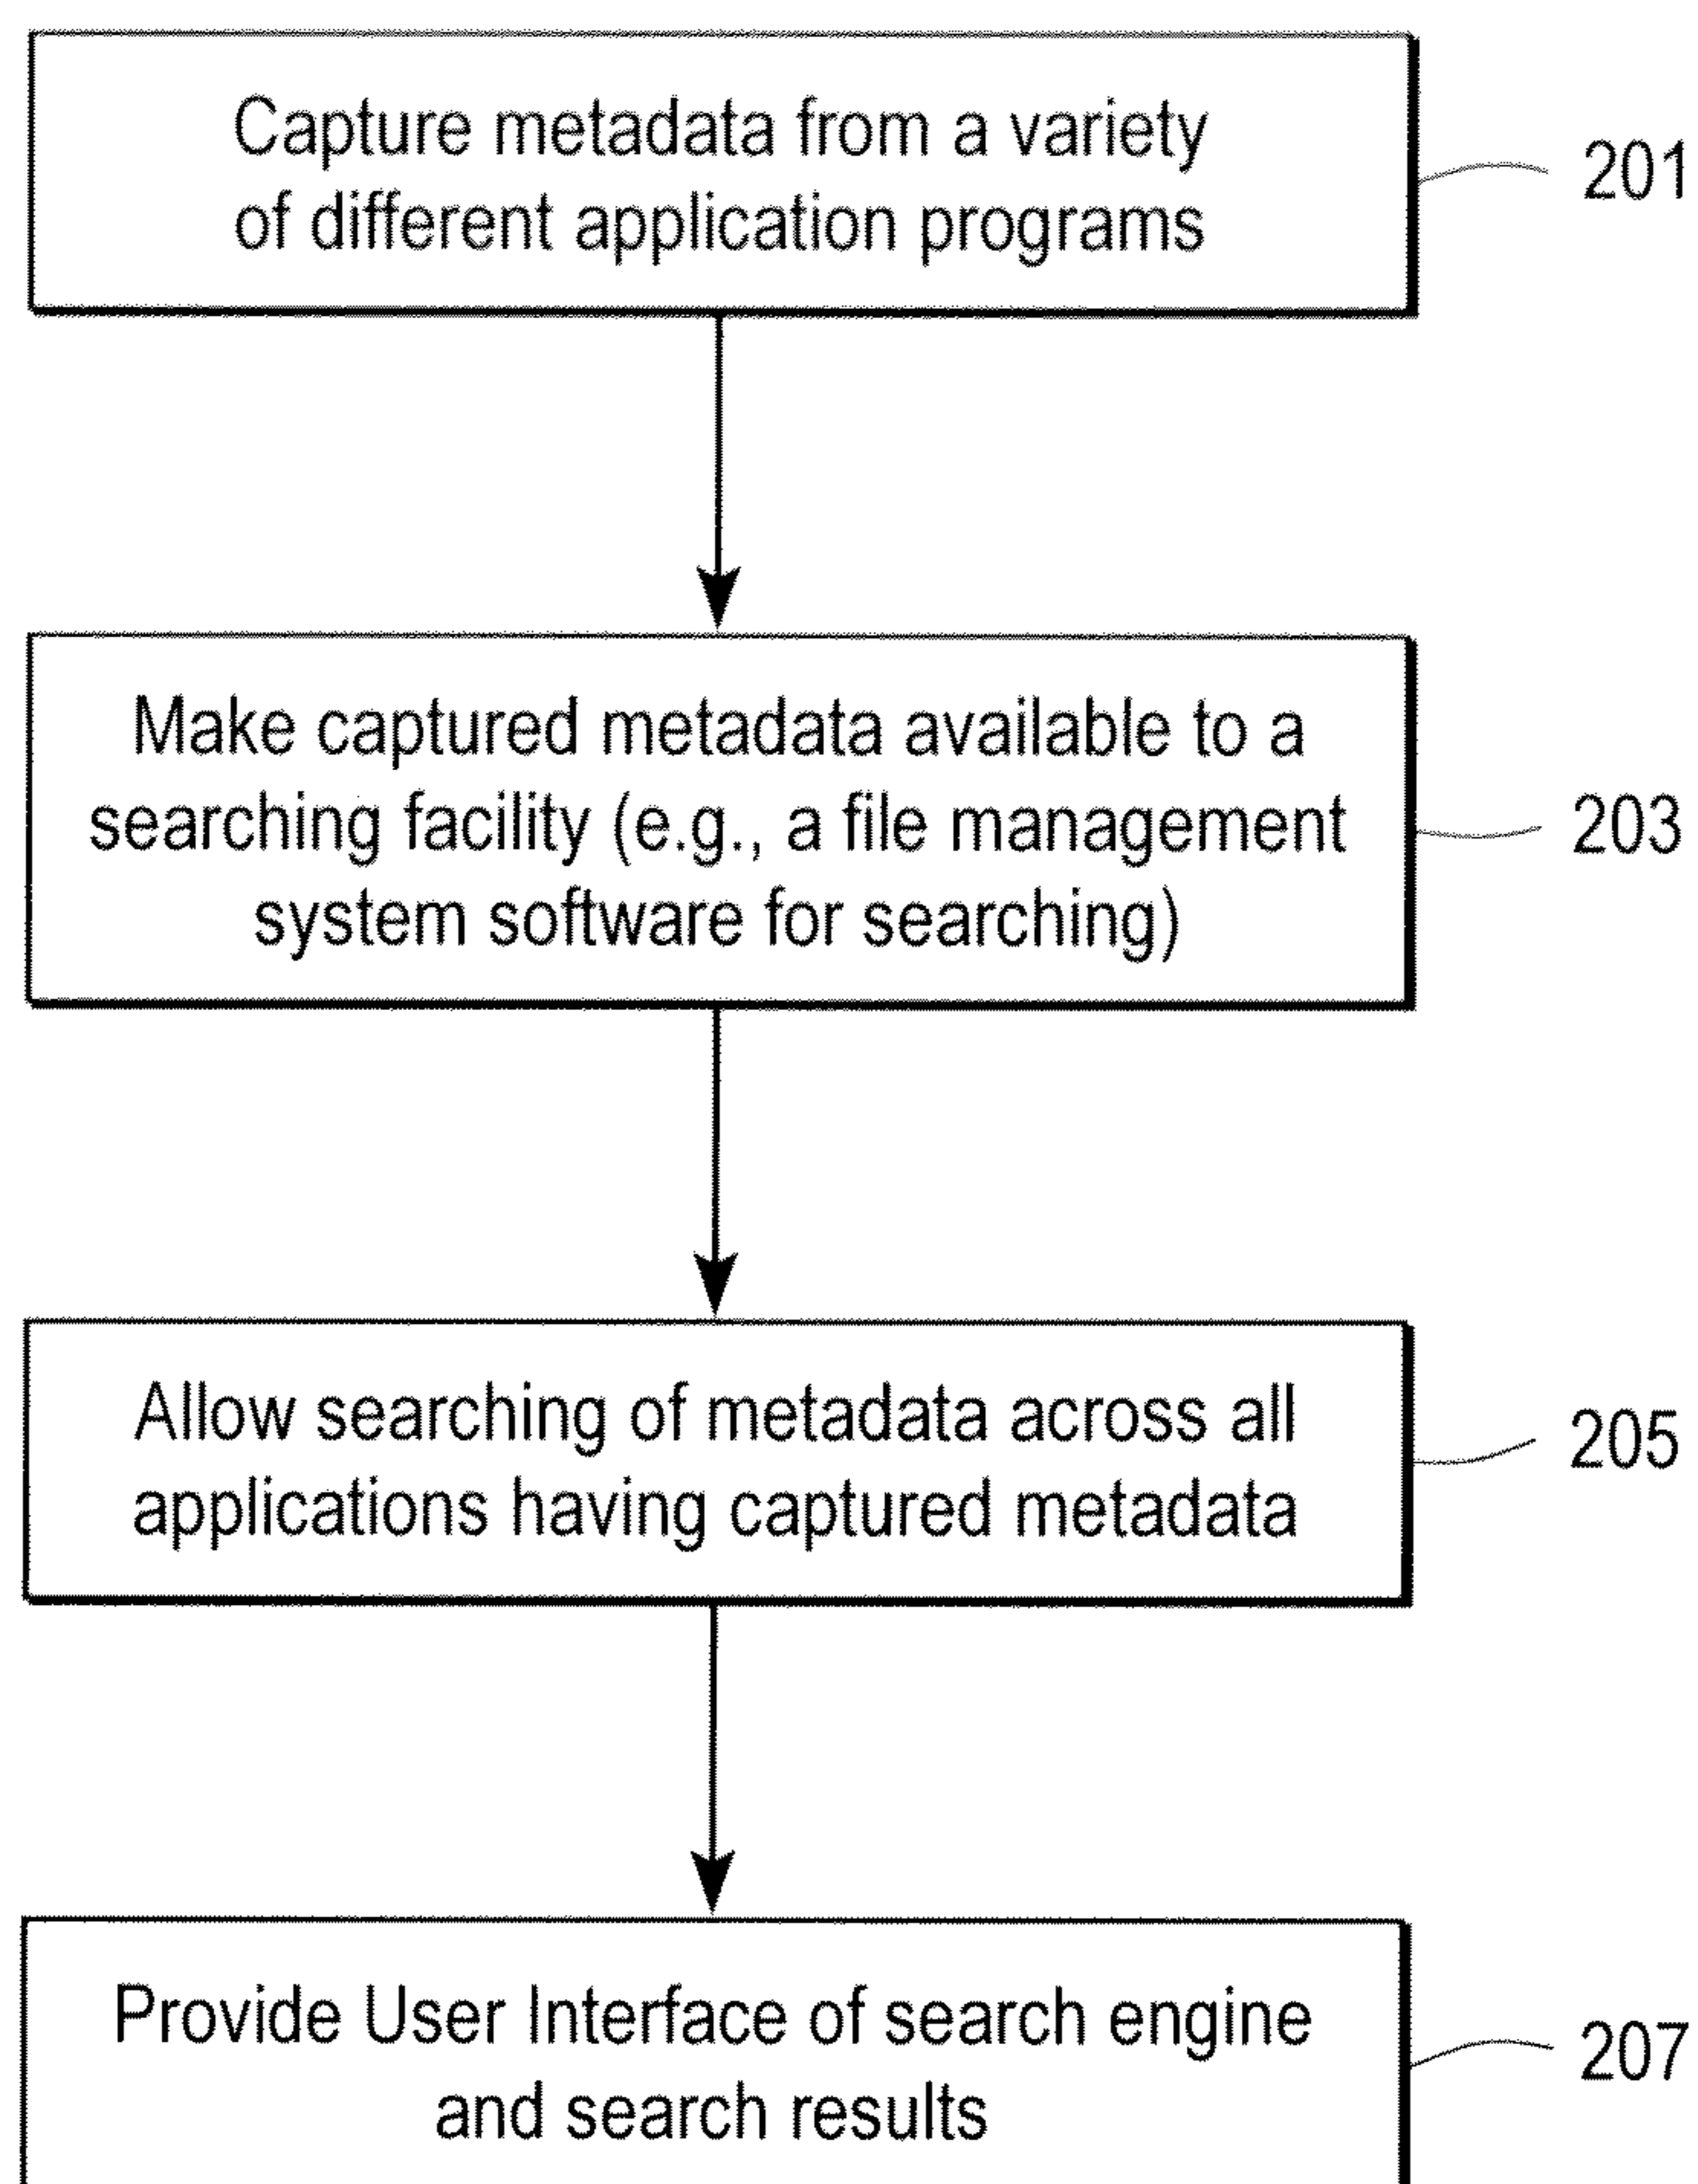 Capture metadata from a variety
of different application programs
201
Make captured metadata available to a
searching facility (e.g., a file management
system software for searching)
203
Allow searching of metadata across all
applications having captured metadata
205
Provide User Interface of search engine
and search results
207